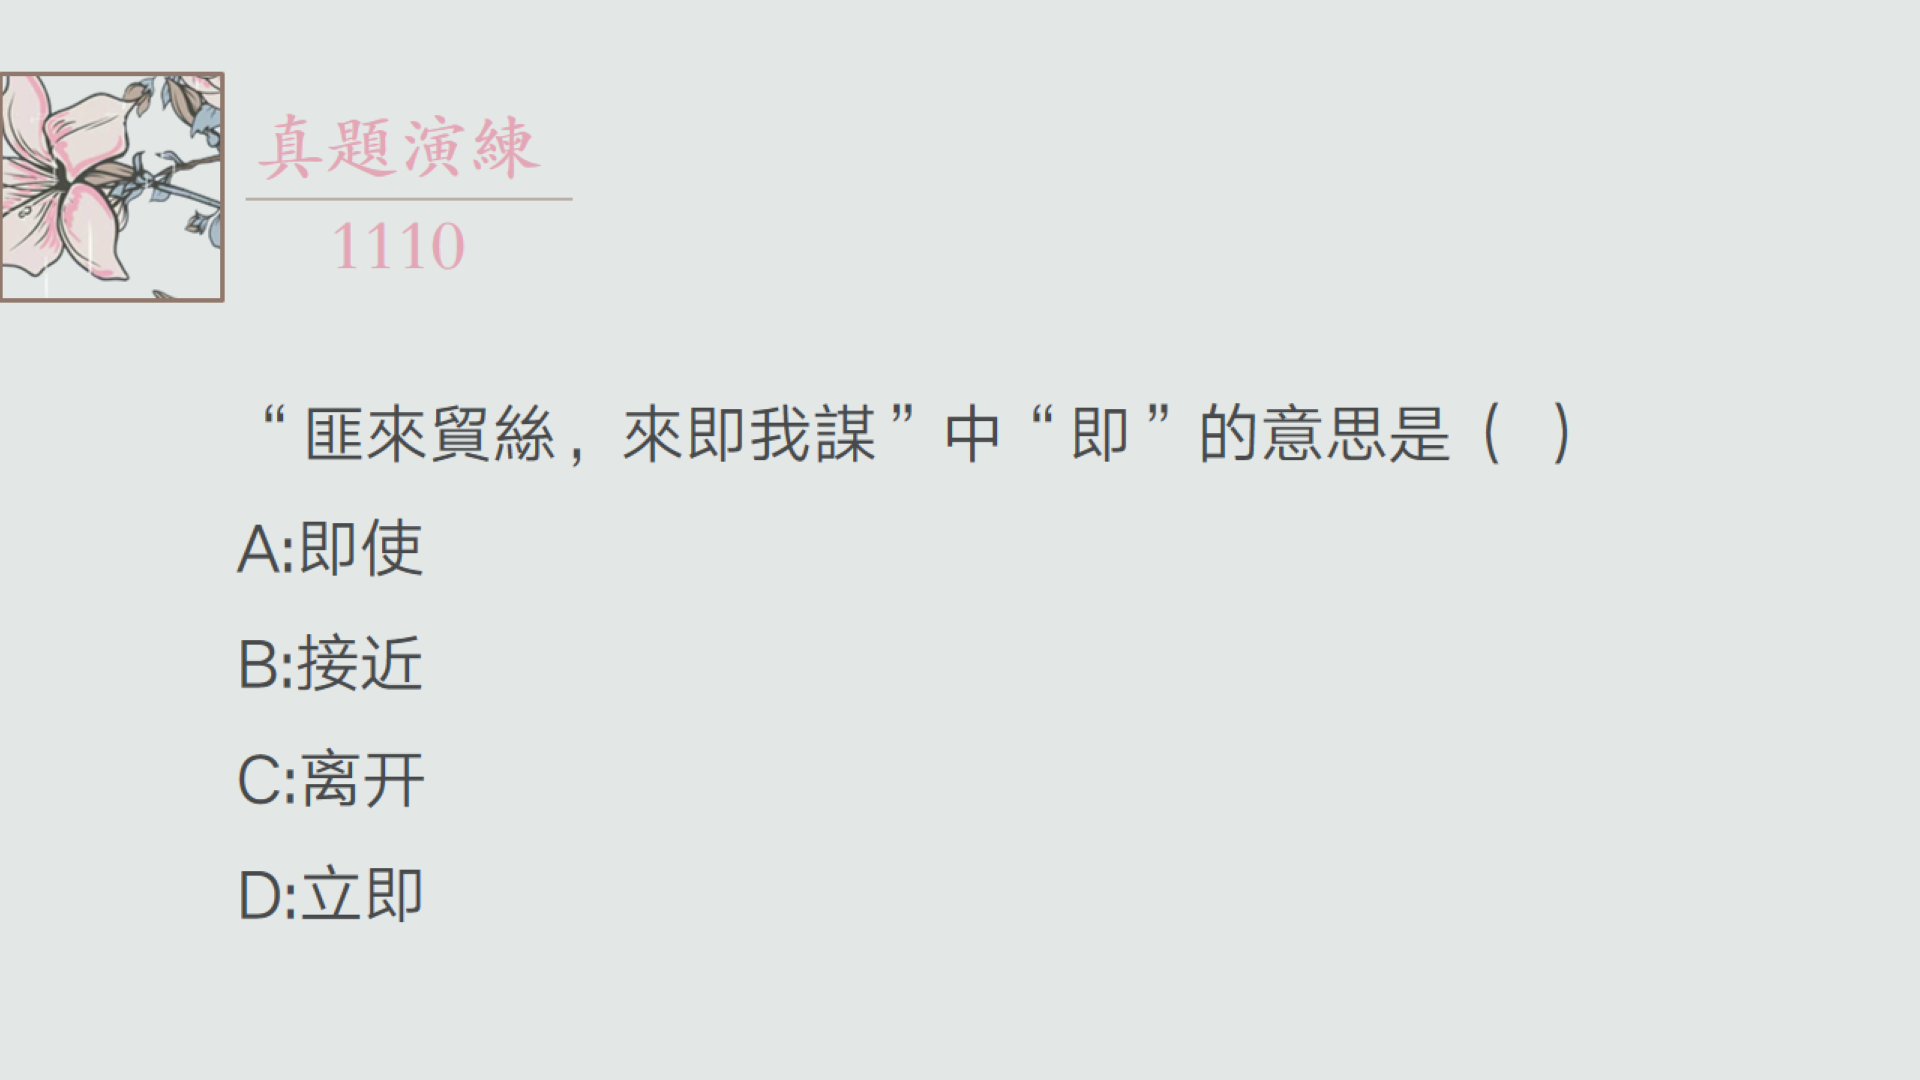 真題演練
1110
“匪來貿絲，來即我謀”中“即”的意思是（ ）
A:即使
B:接近
C:离开
D:立即